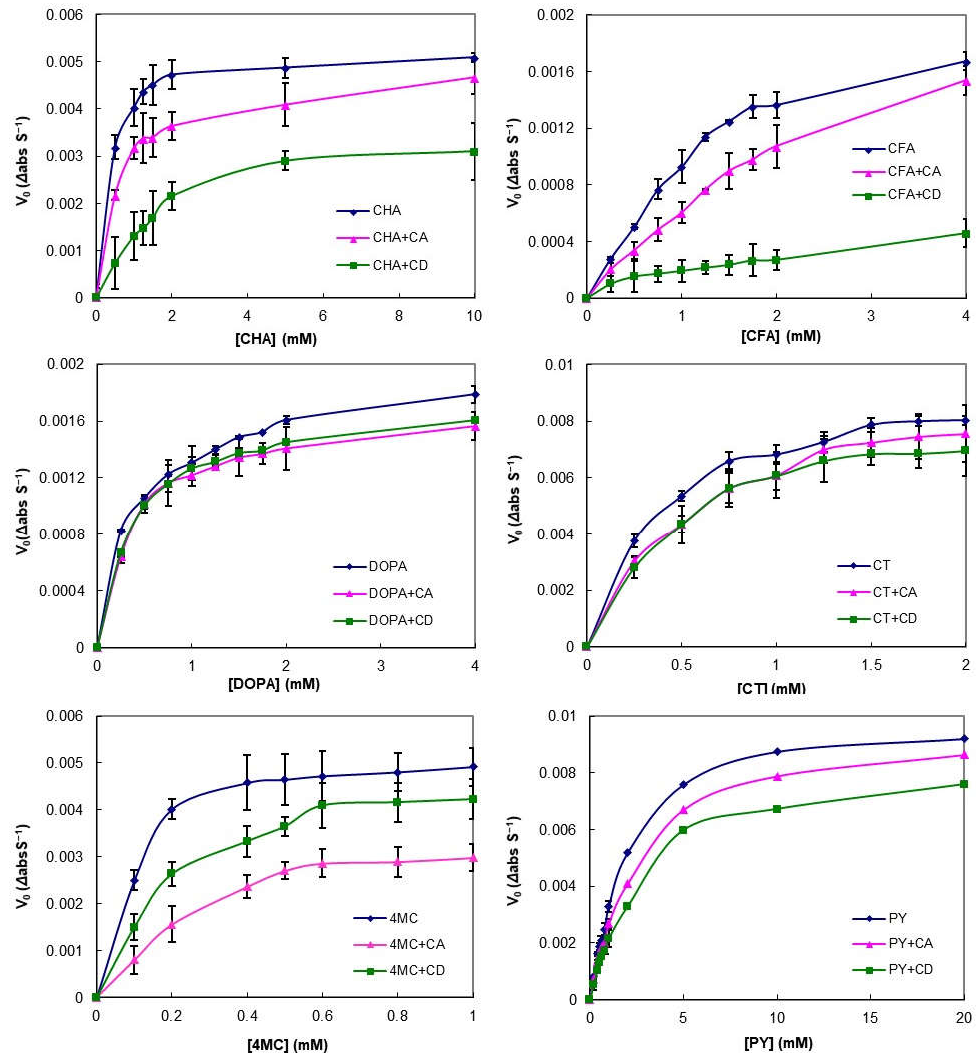 0.006
0.005
0.004
0.003
0.002
0.001
0
V0 (Δabs S⁻¹)
CHA
CHA+CA
CHA+CD
0 2 4 6 8 10
[CHA] (mM)
0.002
0.0016
0.0012
0.0008
0.0004
0
V0 (Δabs S⁻¹)
CFA
CFA+CA
CFA+CD
0 1 2 3 4
[CFA] (mM)
0.002
0.0016
0.0012
0.0008
0.0004
0
V0(Δabs S⁻¹)
DOPA
DOPA+CA
DOPA+CD
0 1 2 3 4
[DOPA] (mM)
0.01
0.008
0.006
0.004
0.002
0
V0 (Δabs S⁻¹)
CT
CT+CA
CT+CD
0 0.5 1 1.5 2
[CT] (mM)
0.006
0.005
0.004
0.003
0.002
0.001
0
V0 (ΔabsS⁻¹)
4MC
4MC+CA
4MC+CD
0 0.2 0.4 0.6 0.8 1
[4MC] (mM)
0.01
0.008
0.006
0.004
0.002
0
V0 (Δabs S⁻¹)
PY
PY+CA
PY+CD
0 5 10 15 20
[PY] (mM)